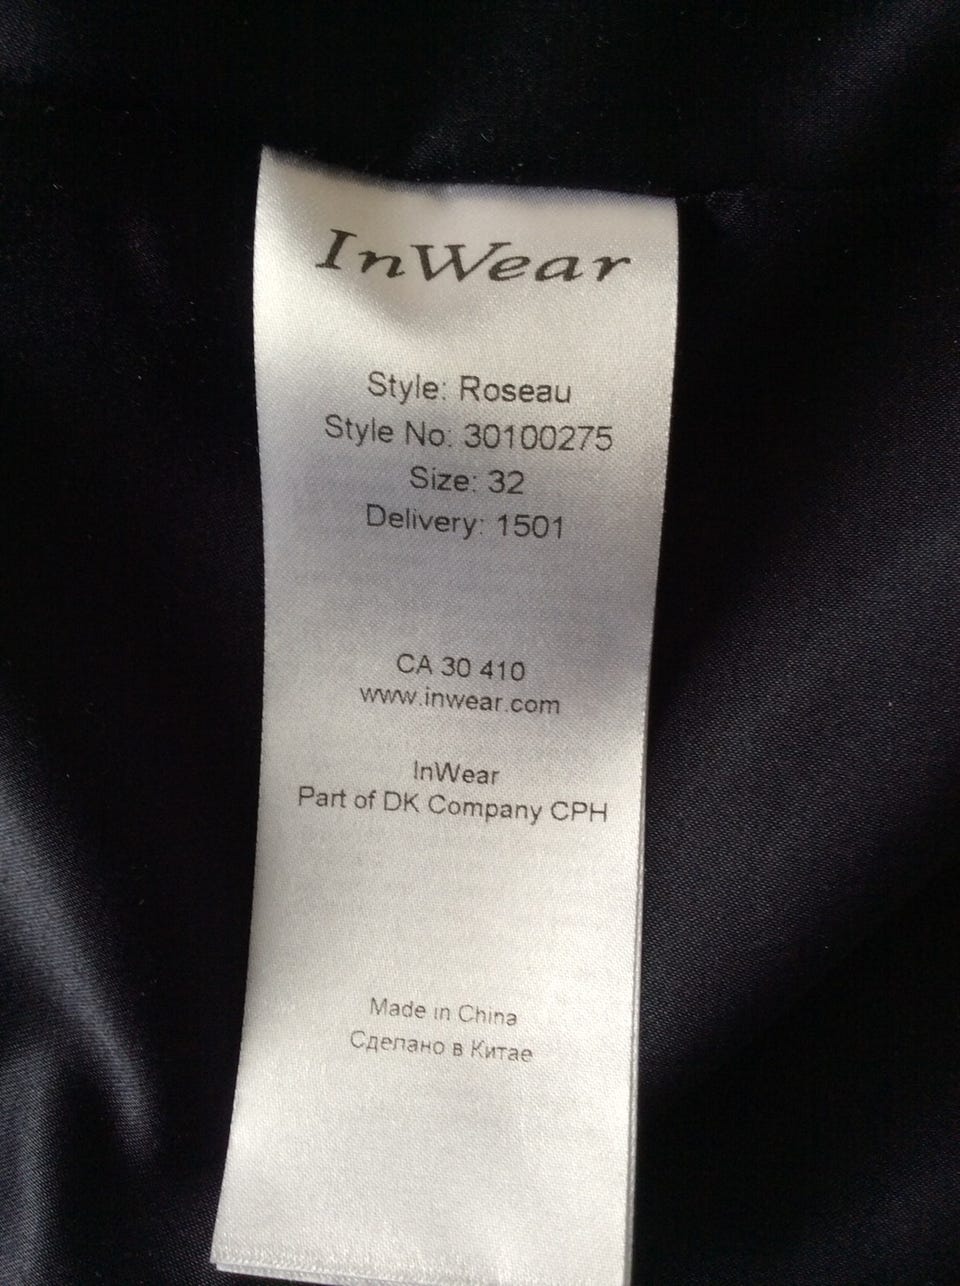 InWear
Style: Roseau
Style No: 30100275
Size: 32
Delivery: 1501
CA 30 410
www.inwear.com
InWear
Part of DK Company CPH
Made in China
Сделано в Китае